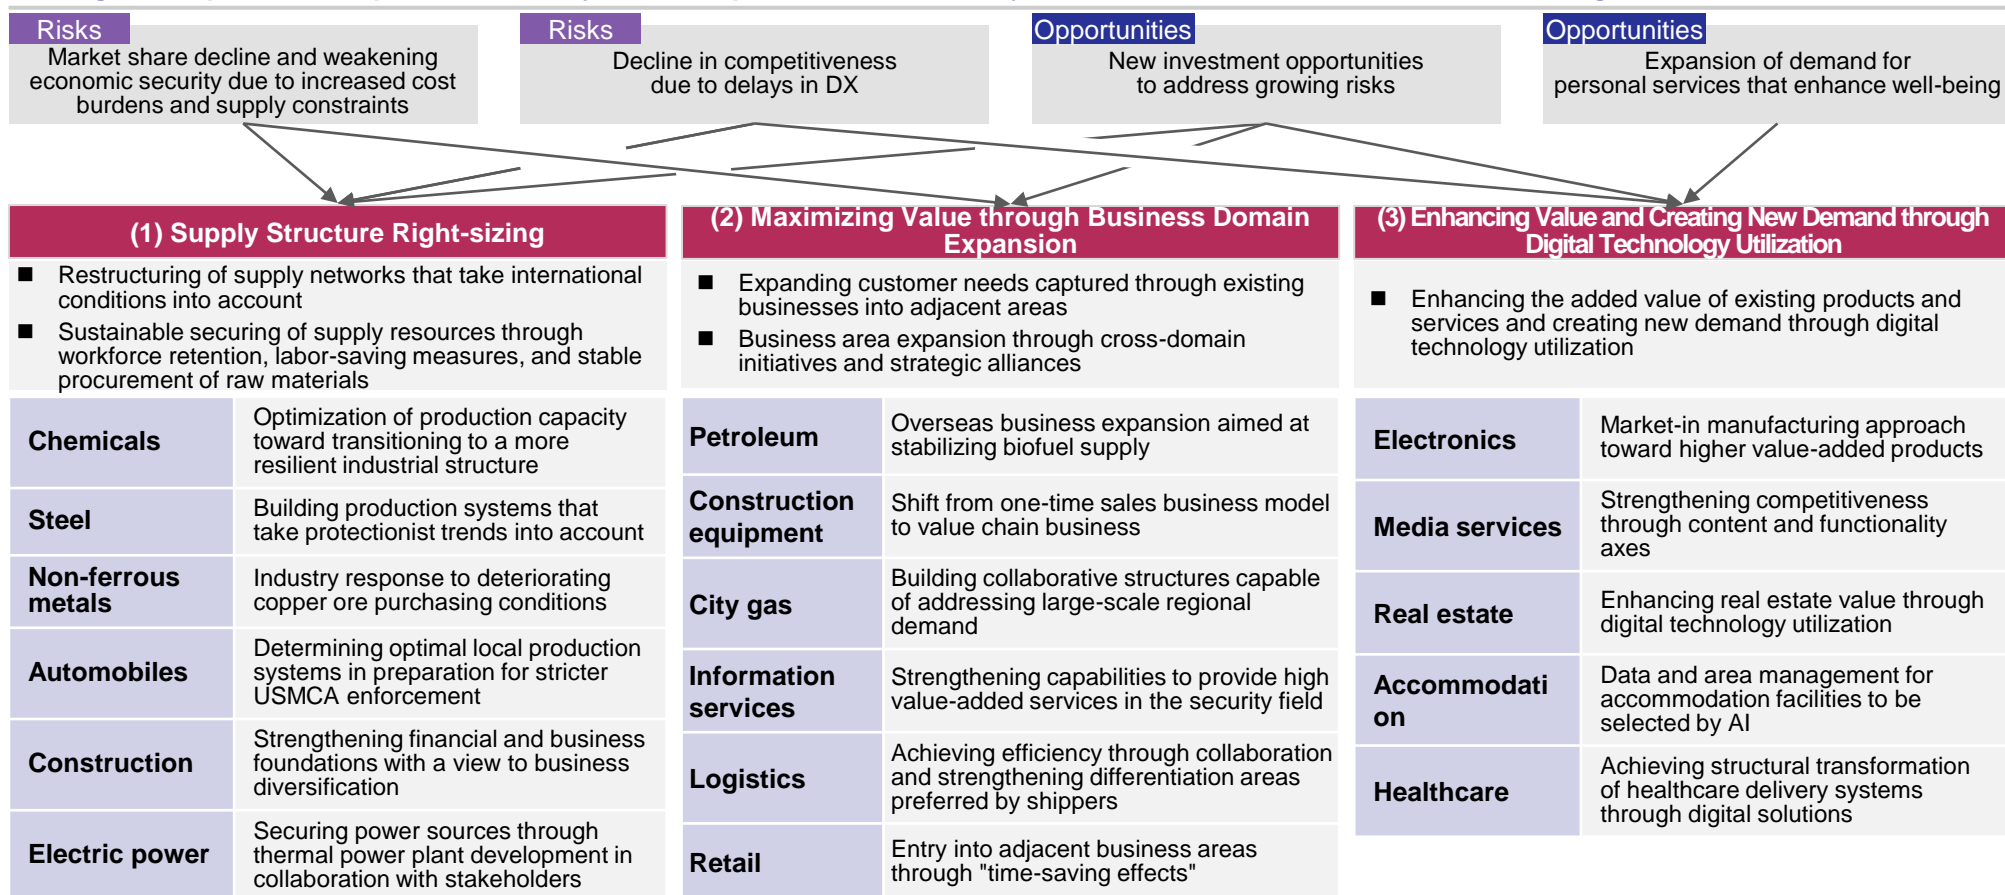 Risks
Market share decline and weakening
economic security due to increased cost
burdens and supply constraints
Risks
Decline in competitiveness
due to delays in DX
Opportunities
New investment opportunities
to address growing risks
Opportunities
Expansion of demand for
personal services that enhance well-being
(1) Supply Structure Right-sizing
■ Restructuring of supply networks that take international
conditions into account
■ Sustainable securing of supply resources through
workforce retention, labor-saving measures, and stable
procurement of raw materials
Chemicals
Optimization of production capacity
toward transitioning to a more
resilient industrial structure
Steel
Building production systems that
take protectionist trends into account
Non-ferrous
metals
Industry response to deteriorating
copper ore purchasing conditions
Automobiles
Determining optimal local production
systems in preparation for stricter
USMCA enforcement
Construction
Strengthening financial and business
foundations with a view to business
diversification
Electric power
Securing power sources through
thermal power plant development in
collaboration with stakeholders
(2) Maximizing Value through Business Domain
Expansion
■ Expanding customer needs captured through existing
businesses into adjacent areas
■ Business area expansion through cross-domain
initiatives and strategic alliances
Petroleum
Overseas business expansion aimed at
stabilizing biofuel supply
Construction
equipment
Shift from one-time sales business model
to value chain business
City gas
Building collaborative structures capable
of addressing large-scale regional
demand
Information
services
Strengthening capabilities to provide high
value-added services in the security field
Logistics
Achieving efficiency through collaboration
and strengthening differentiation areas
preferred by shippers
Retail
Entry into adjacent business areas
through "time-saving effects"
(3) Enhancing Value and Creating New Demand through
Digital Technology Utilization
■ Enhancing the added value of existing products and
services and creating new demand through digital
technology utilization
Electronics
Market-in manufacturing approach
toward higher value-added products
Media services
Strengthening competitiveness
through content and functionality
axes
Real estate
Enhancing real estate value through
digital technology utilization
Accommodati
on
Data and area management for
accommodation facilities to be
selected by AI
Healthcare
Achieving structural transformation
of healthcare delivery systems
through digital solutions